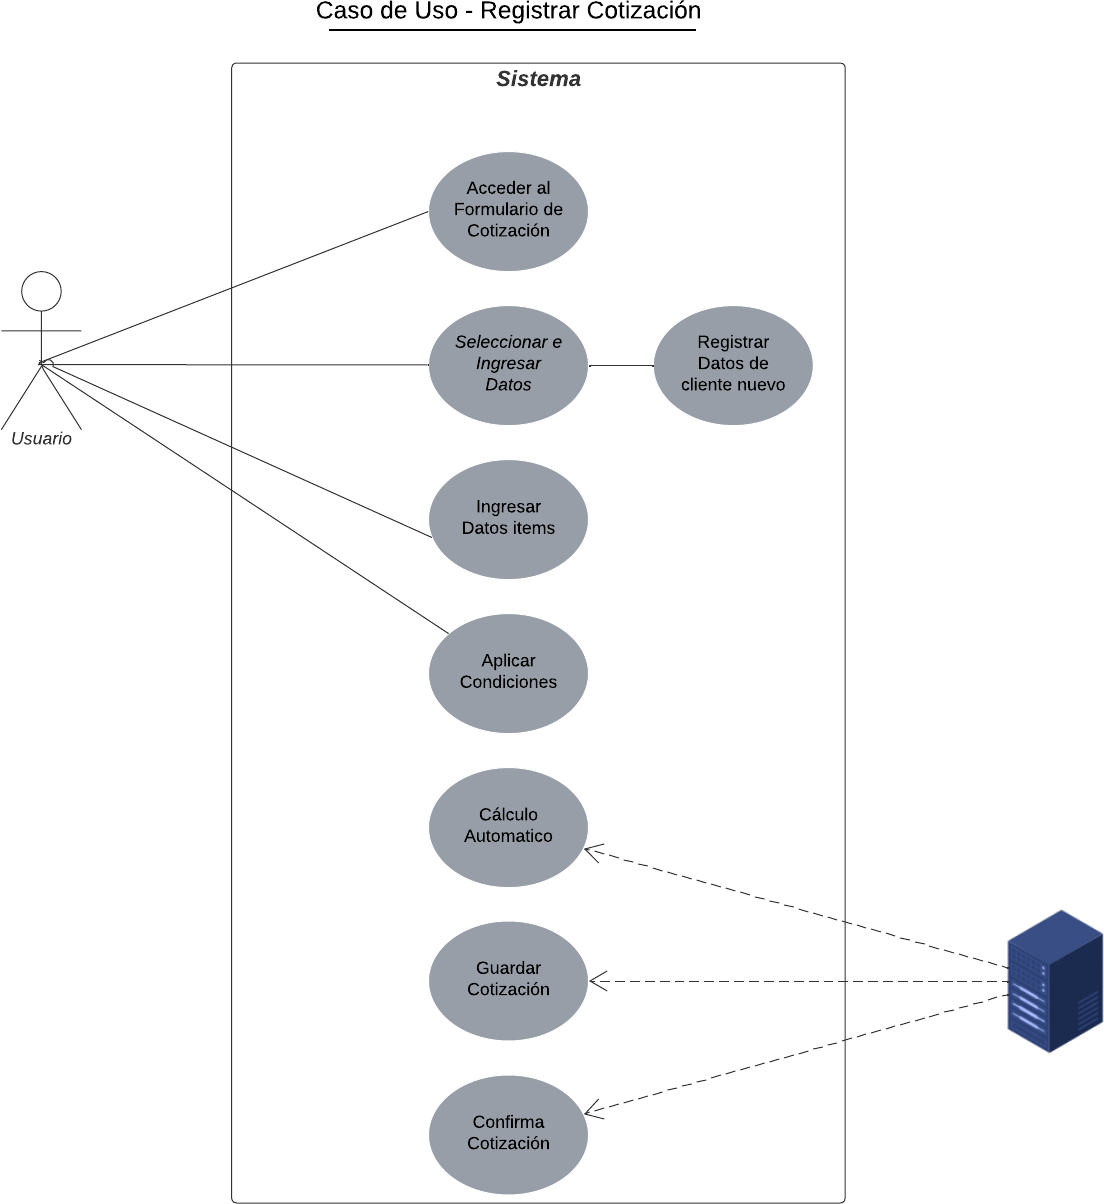 Caso de Uso - Registrar Cotización
Sistema
Acceder al
Formulario de
Cotización
Usuario
Seleccionar e
Ingresar
Datos
Registrar
Datos de
cliente nuevo
Ingresar
Datos items
Aplicar
Condiciones
Cálculo
Automatico
Guardar
Cotización
Confirma
Cotización